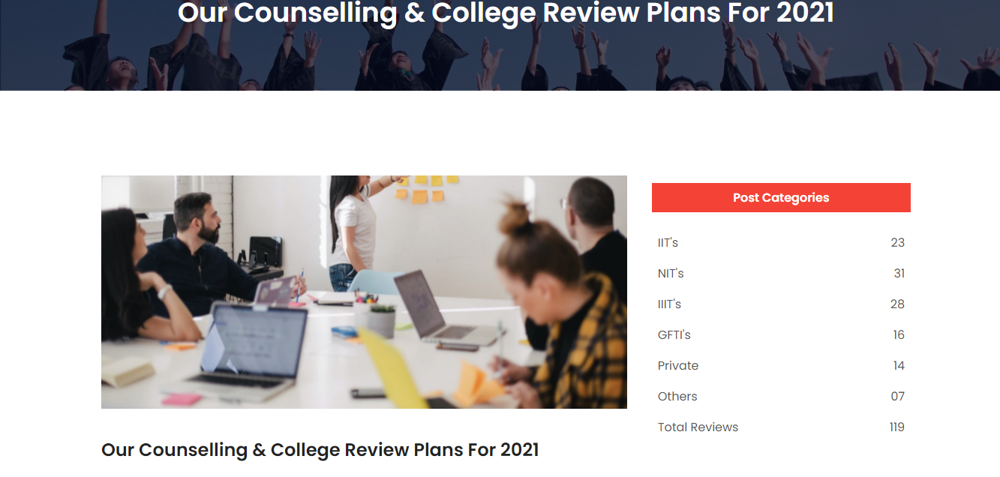 Our Counselling & College Review Plans For 2021
Post Categories
IIT's 23
NIT's 31
IIIT's 28
GFTI's 16
Private 14
Others 07
Total Reviews 119
Our Counselling & College Review Plans For 2021